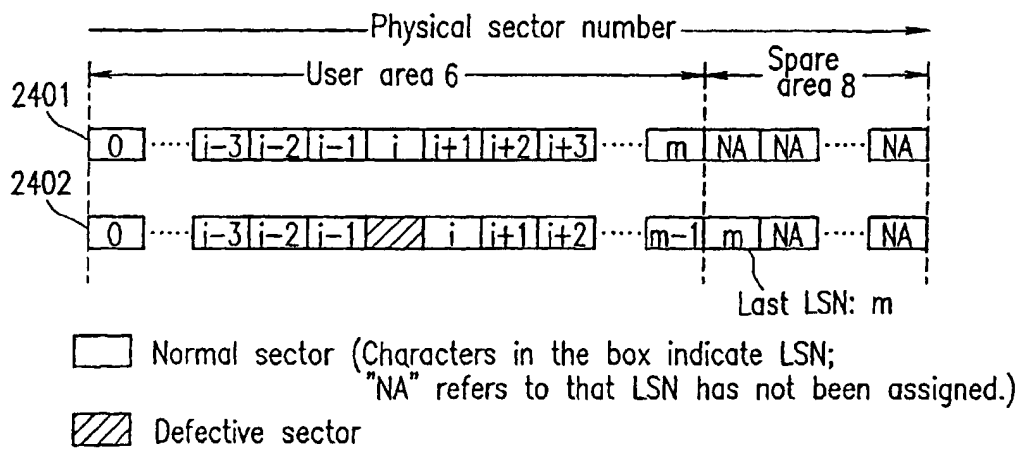 Physical sector number
User area 6
Spare area 8
2401
0 ····· i-3 i-2 i-1 i i+1 i+2 i+3 ····· m NA NA ····· NA
2402
0 ····· i-3 i-2 i-1 i i+1 i+2 ····· m-1 m NA ····· NA
Last LSN: m
Normal sector (Characters in the box indicate LSN;
"NA" refers to that LSN has not been assigned.)
Defective sector